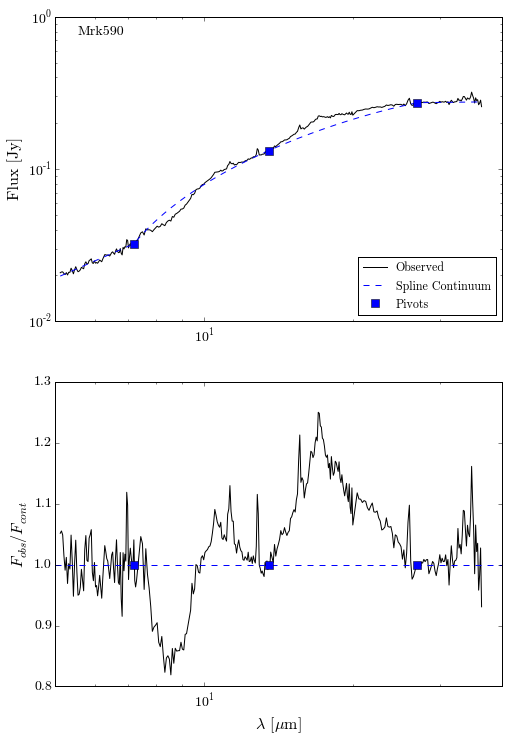 Mrk590
10^0
10^-1
10^-2
Flux [Jy]
Observed
Spline Continuum
Pivots
10^1
1.3
1.2
1.1
1.0
0.9
0.8
F_obs/F_cont
10^1
λ [μm]